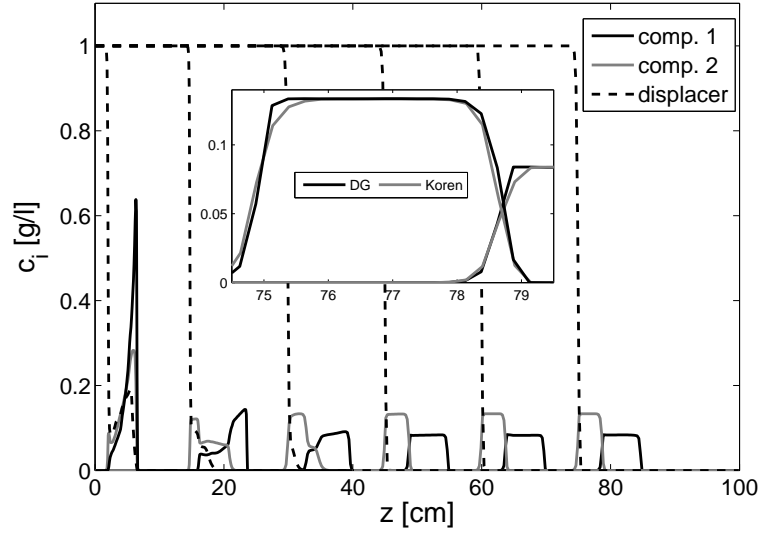 1
0.8
0.6
0.4
0.2
0
c_i [g/l]
comp. 1
comp. 2
displacer
0.1
0.05
0
DG
Koren
75 76 77 78 79
0 20 40 60 80 100
z [cm]